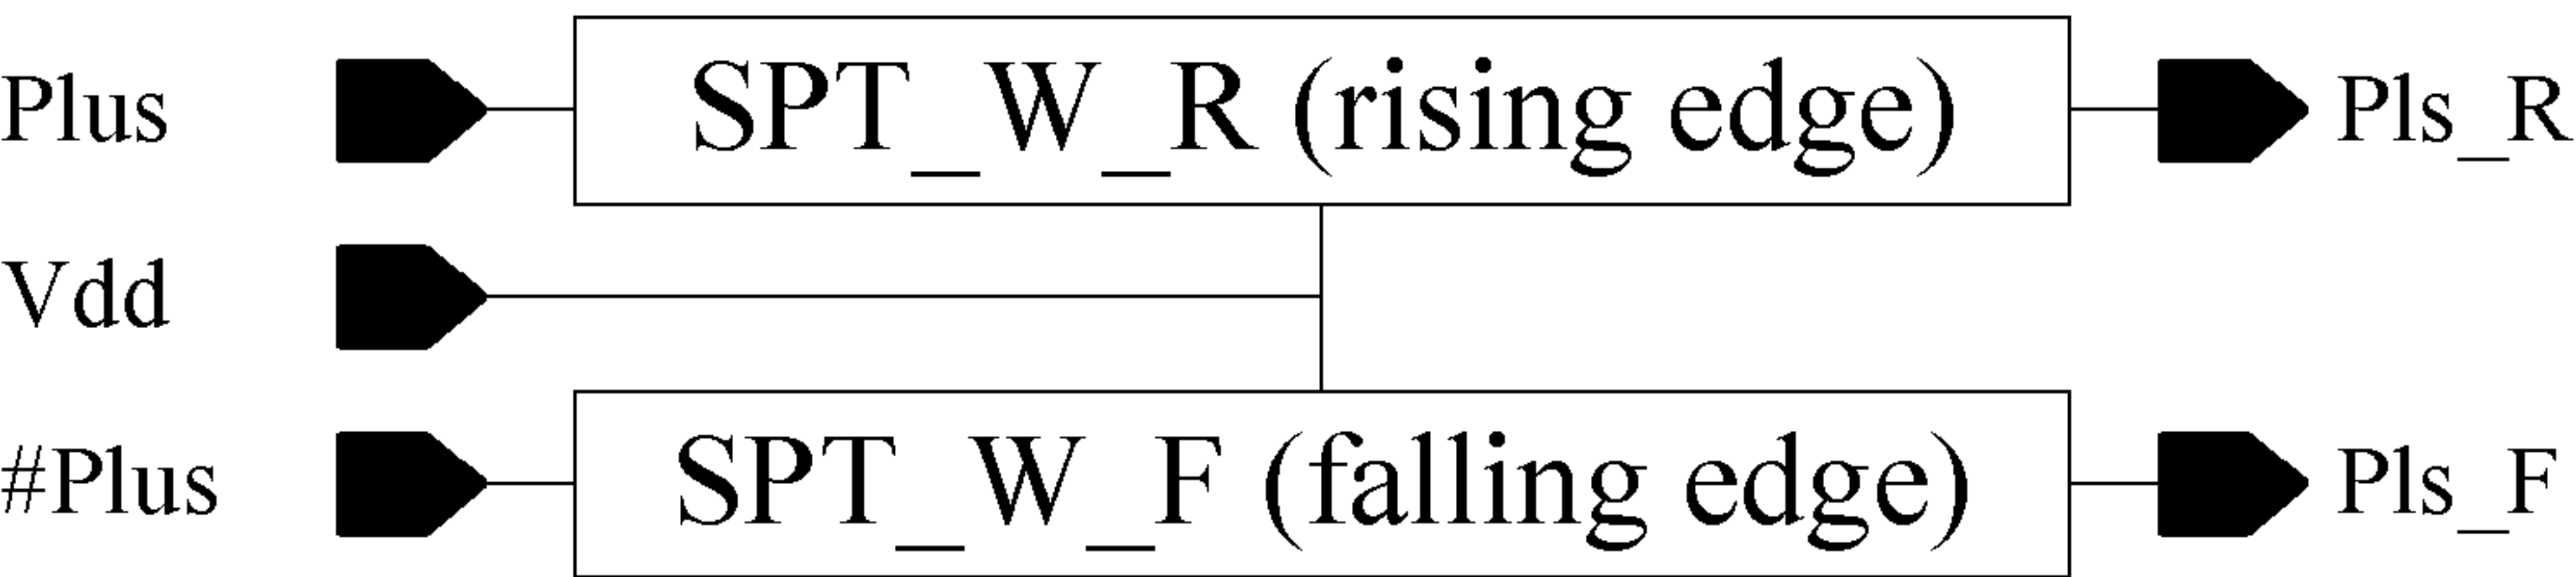 Plus SPT_W_R (rising edge) Pls_R
Vdd
#Plus SPT_W_F (falling edge) Pls_F